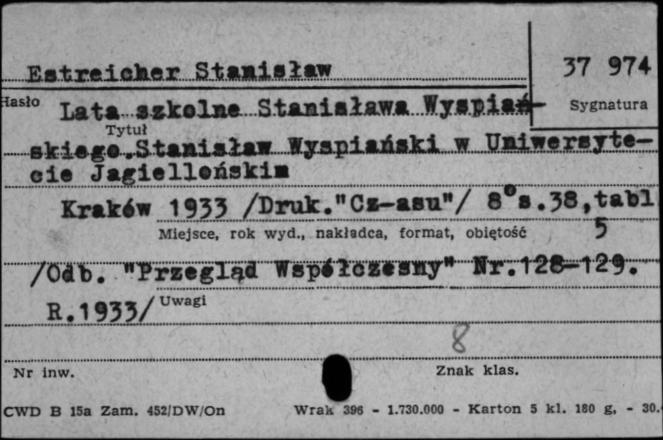 Estreicher Stanisław
37 974
Hasło
Sygnatura
Lata szkolne Stanisława Wyspiań-
Tytuł
skiego.Stanisław Wyspiański w Uniwersyte-
cie Jagiellońskim
Kraków 1933 /Druk."Cz-asu"/ 8° s.38,tabl
Miejsce, rok wyd., nakładca, format, objętość
5
/Odb. "Przegląd Współczesny" Nr.128-129.
R.1933/
Uwagi
8
Nr inw.
Znak klas.
CWD B 15a Zam. 452/DW/On
Wrak 396 - 1.730.000 - Karton 5 kl. 180 g, - 30.